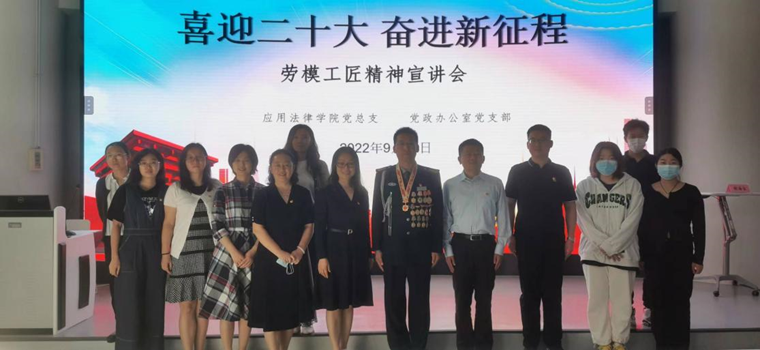 喜迎二十大 奋进新征程
劳模工匠精神宣讲会
应用法律学院党总支 党政办公室党支部
2022年9
日
CHANGERS